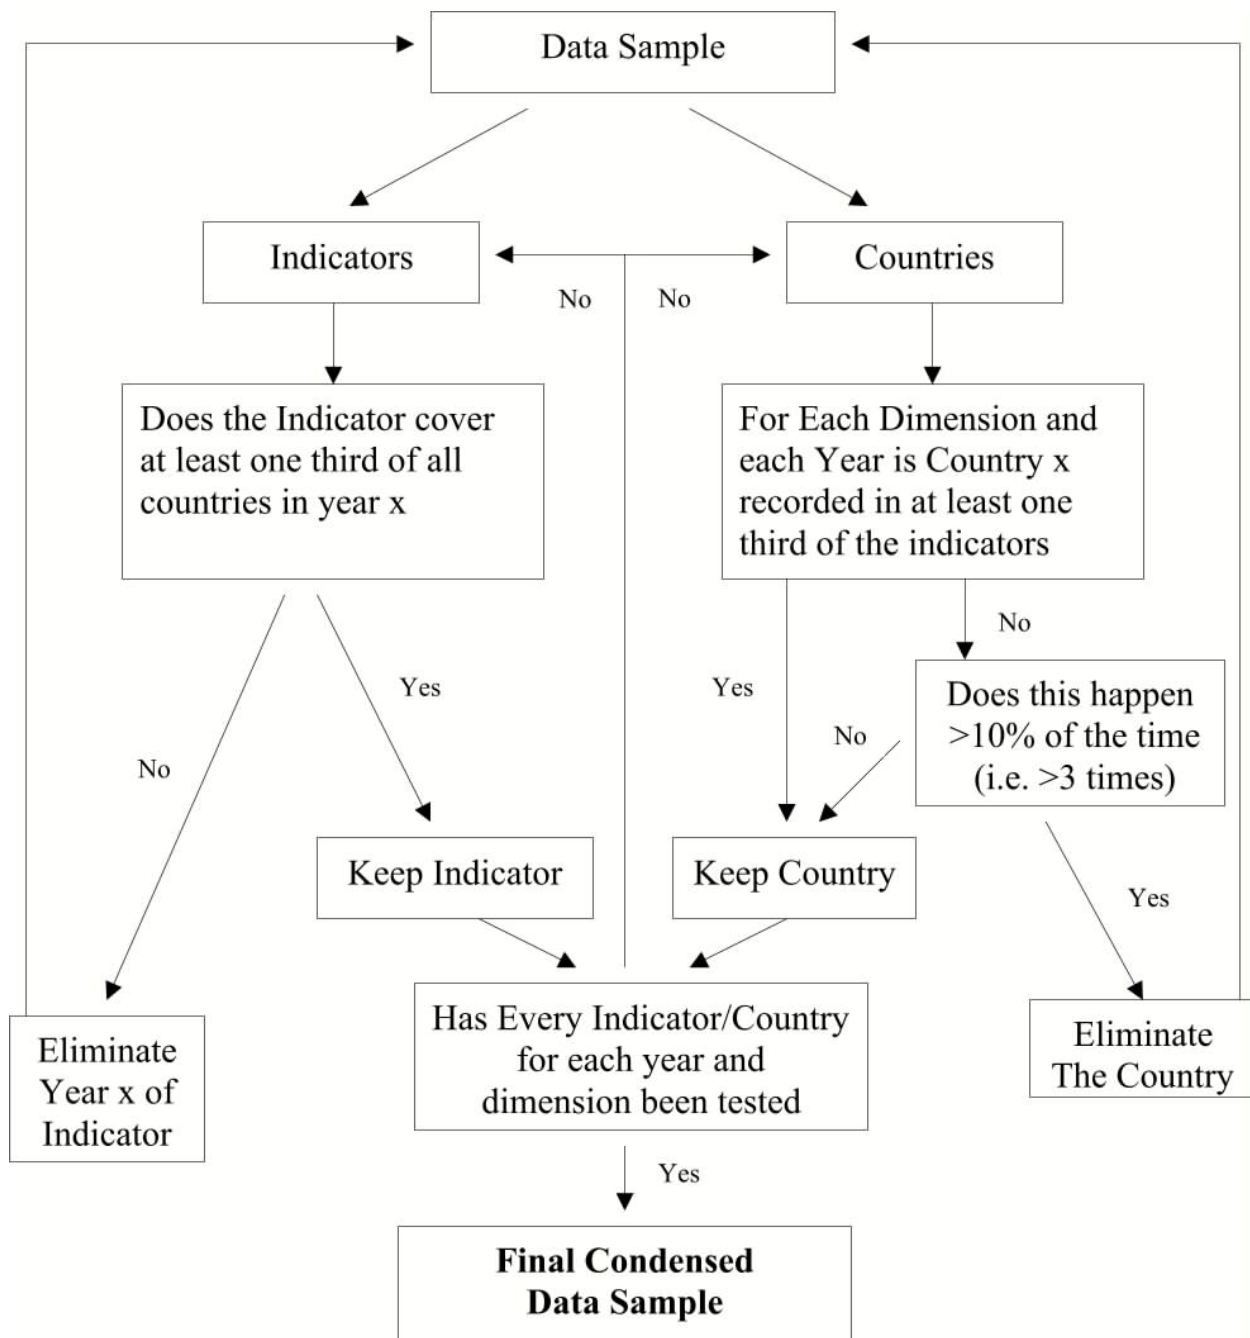 Data Sample
Indicators
Countries
No
No
Does the Indicator cover
at least one third of all
countries in year x
For Each Dimension and
each Year is Country x
recorded in at least one
third of the indicators
No
Yes
Yes
Does this happen
>10% of the time
(i.e. >3 times)
No
No
Keep Indicator
Keep Country
Yes
Has Every Indicator/Country
for each year and
dimension been tested
Eliminate
Year x of
Indicator
Eliminate
The Country
Yes
Final Condensed
Data Sample